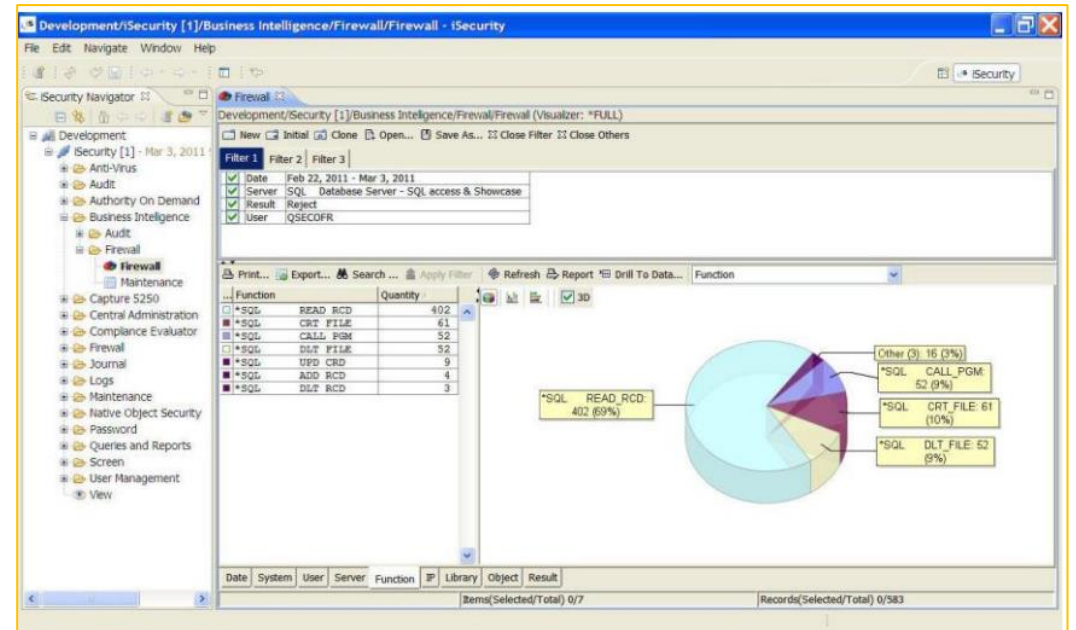 Development/iSecurity [1]/Business Intelligence/Firewall/Firewall - iSecurity
File Edit Navigate Window Help
iSecurity
iSecurity Navigator
Firewall
Development/iSecurity [1]/Business Intelligence/Firewall/Firewall (Visualizer: *FULL)
New Initial Clone Open... Save As... Close Filter Close Others
Filter 1 Filter 2 Filter 3
Date Feb 22, 2011 - Mar 3, 2011
Server SQL Database Server - SQL access & Showcase
Result Reject
User QSECOFR
Development
iSecurity [1] - Mar 3, 2011
Anti-Virus
Audit
Authority On Demand
Business Intelligence
Audit
Firewall
Firewall
Maintenance
Capture 5250
Central Administration
Compliance Evaluator
Firewall
Journal
Logs
Maintenance
Native Object Security
Password
Queries and Reports
Screen
User Management
View
Print... Export... Search ... Apply Filter Refresh Report Drill To Data... Function
... Function Quantity
3D
*SQL READ RCD 402
*SQL CRT FILE 61
*SQL CALL PGM 52
*SQL DLT FILE 52
*SQL UPD CRD 9
*SQL ADD RCD 4
*SQL DLT RCD 3
Other (3): 16 (3%)
*SQL CALL_PGM:
52 (9%)
*SQL READ_RCD:
402 (69%)
*SQL CRT_FILE: 61
(10%)
*SQL DLT_FILE: 52
(9%)
Date System User Server Function IP Library Object Result
Items(Selected/Total) 0/7
Records(Selected/Total) 0/583